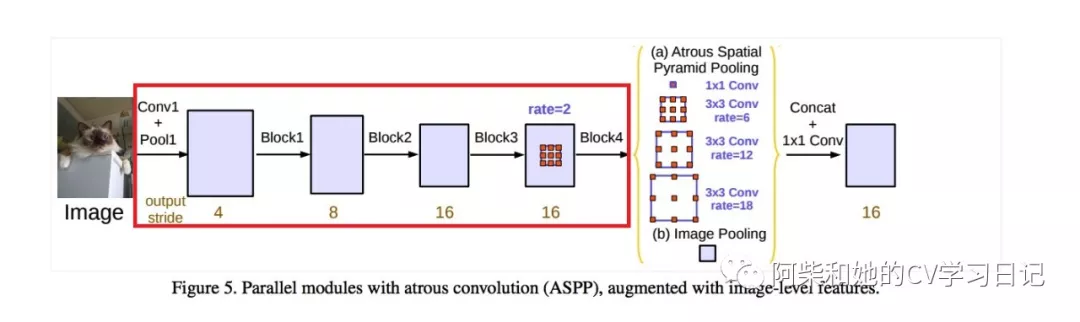 (a) Atrous Spatial
Pyramid Pooling
1x1 Conv
3x3 Conv
rate=6
3x3 Conv
rate=12
3x3 Conv
rate=18
(b) Image Pooling
Conv1
+
Pool1
Block1
Block2
Block3
rate=2
Block4
Concat
+
1x1 Conv
Image
output
stride
4
8
16
16
16
阿柴和她的CV学习日记
Figure 5. Parallel modules with atrous convolution (ASPP), augmented with image-level features.